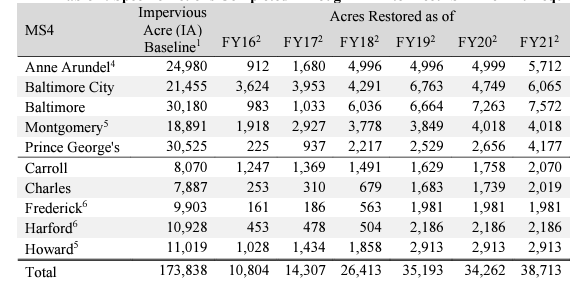 MS4 Impervious Acre (IA) Baseline1 Acres Restored as of
FY162 FY172 FY182 FY192 FY202 FY212
Anne Arundel4 24,980 912 1,680 4,996 4,996 4,999 5,712
Baltimore City 21,455 3,624 3,953 4,291 6,763 4,749 6,065
Baltimore 30,180 983 1,033 6,036 6,664 7,263 7,572
Montgomery5 18,891 1,918 2,927 3,778 3,849 4,018 4,018
Prince George's 30,525 225 937 2,217 2,529 2,656 4,177
Carroll 8,070 1,247 1,369 1,491 1,629 1,758 2,070
Charles 7,887 253 310 679 1,683 1,739 2,019
Frederick6 9,903 161 186 563 1,981 1,981 1,981
Harford6 10,928 453 478 504 2,186 2,186 2,186
Howard5 11,019 1,028 1,434 1,858 2,913 2,913 2,913
Total 173,838 10,804 14,307 26,413 35,193 34,262 38,713